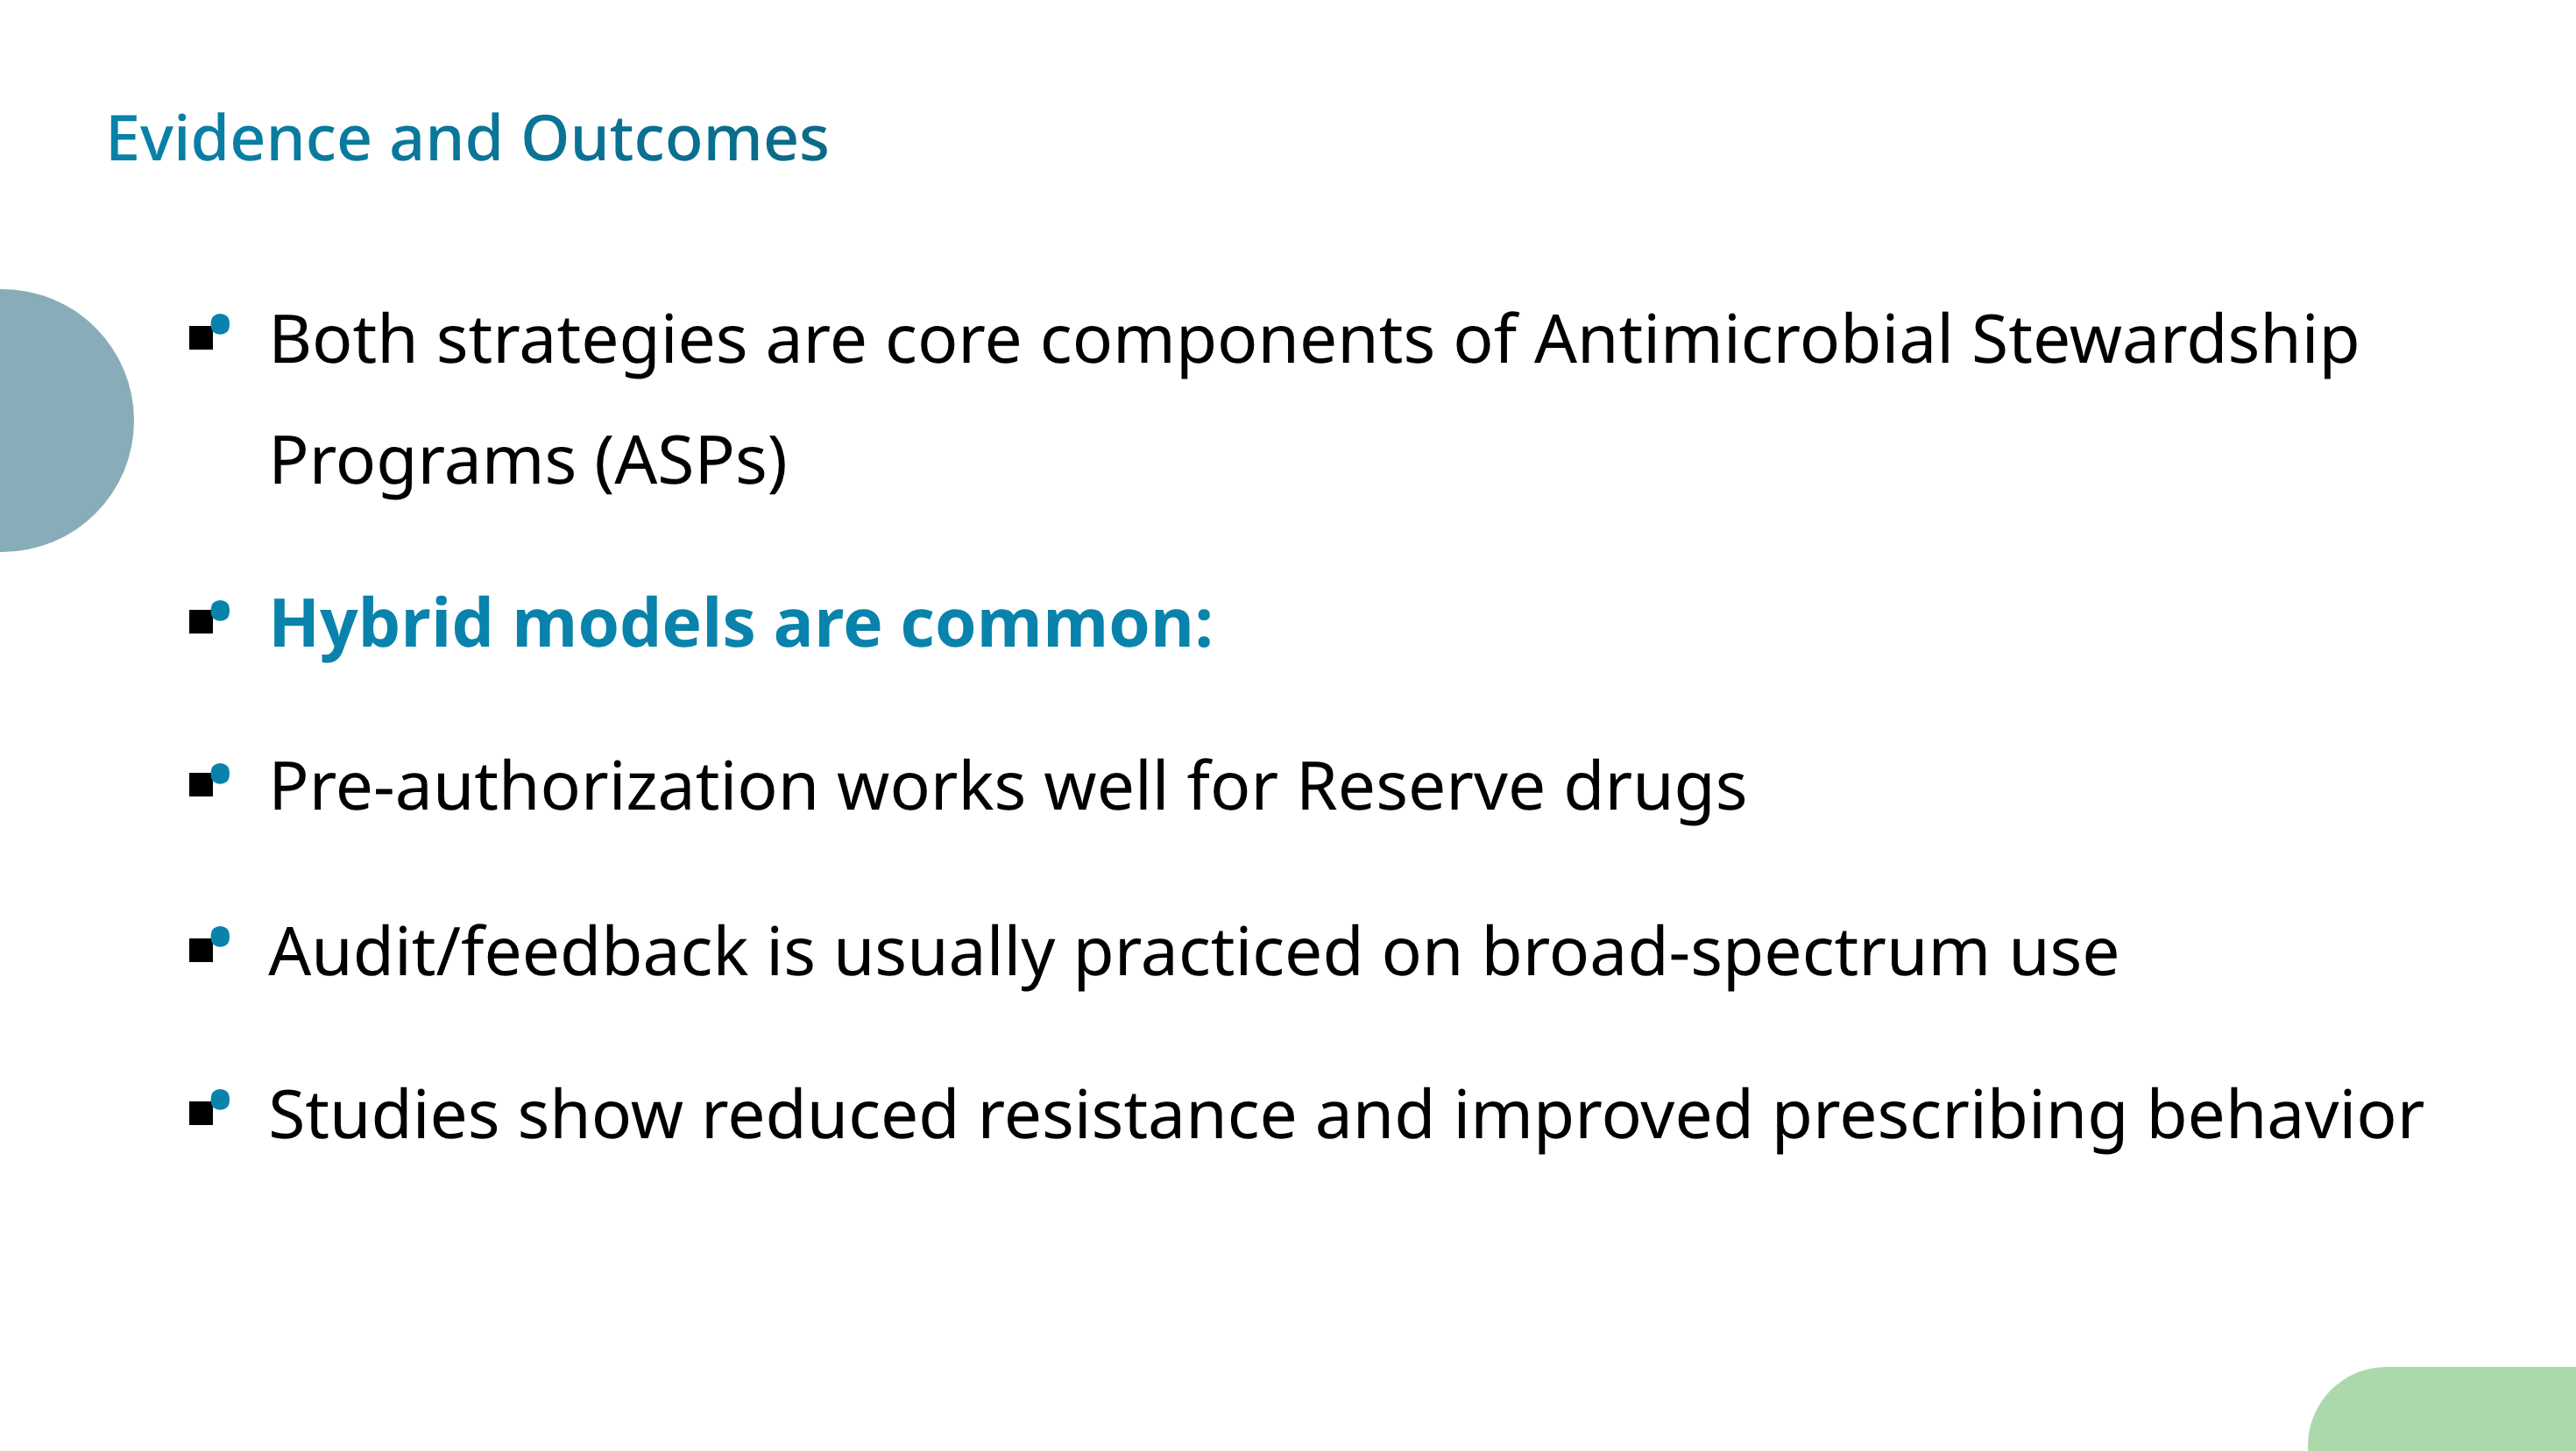 Evidence and Outcomes
Both strategies are core components of Antimicrobial Stewardship
Programs (ASPs)
Hybrid models are common:
Pre-authorization works well for Reserve drugs
Audit/feedback is usually practiced on broad-spectrum use
Studies show reduced resistance and improved prescribing behavior